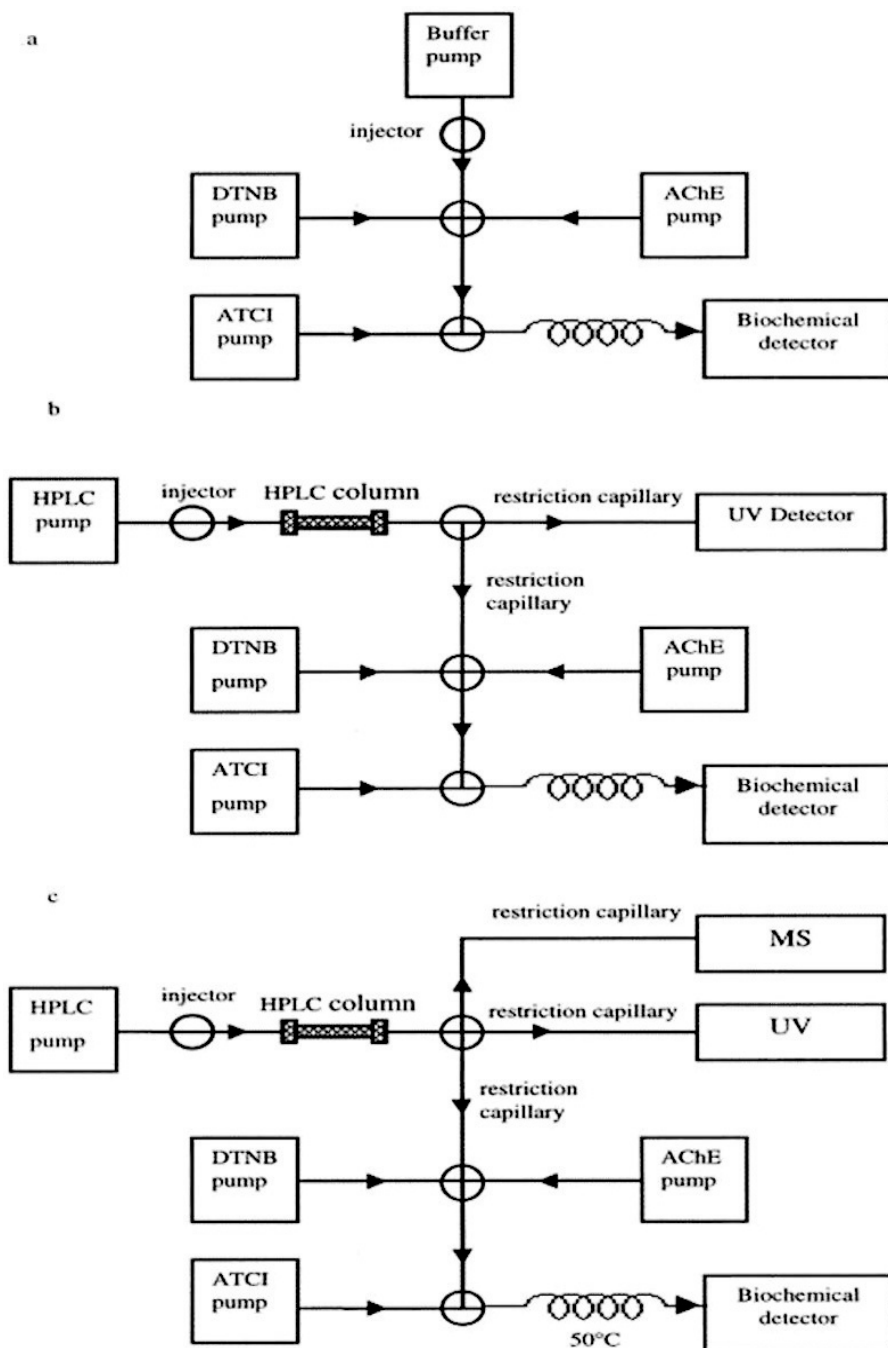 a
Buffer
pump
injector
DTNB
pump
AChE
pump
ATCI
pump
Biochemical
detector
b
HPLC
pump
injector
HPLC column
restriction capillary
UV Detector
restriction
capillary
DTNB
pump
AChE
pump
ATCI
pump
Biochemical
detector
c
restriction capillary
MS
HPLC
pump
injector
HPLC column
restriction capillary
UV
restriction
capillary
DTNB
pump
AChE
pump
ATCI
pump
50°C
Biochemical
detector